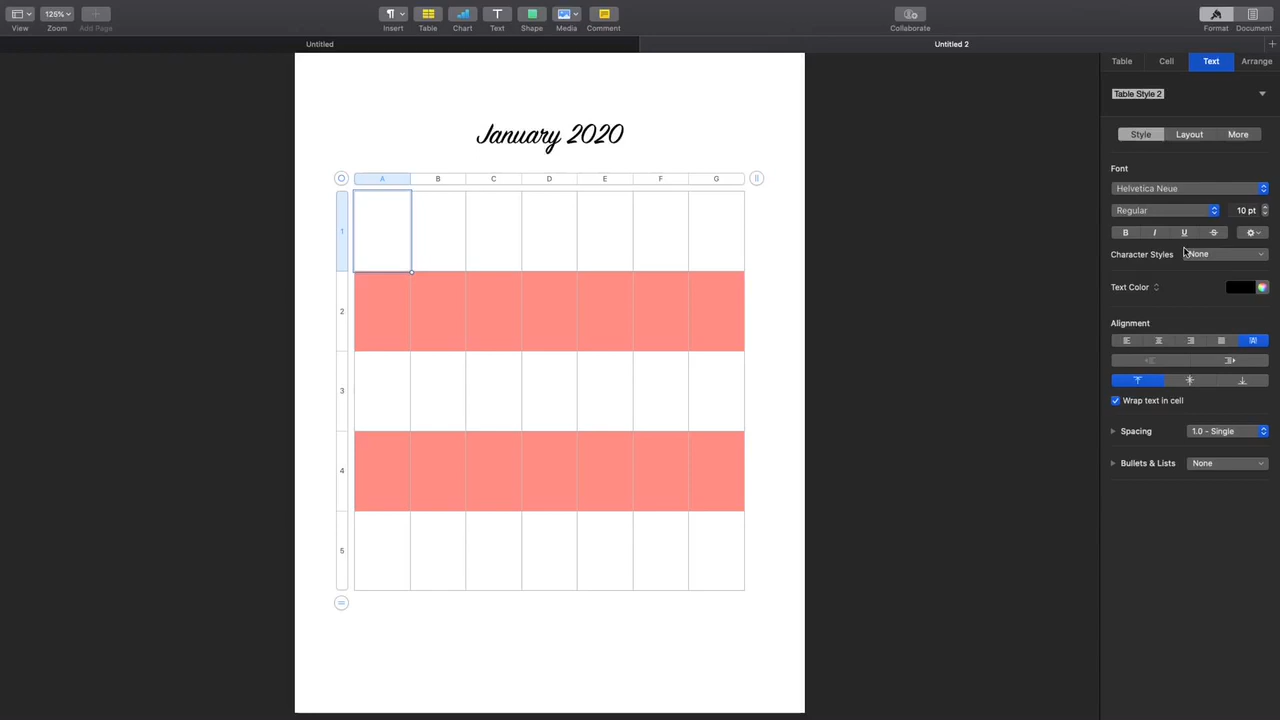 View
125%
Zoom
Add Page
Insert
Table
Chart
Text
Shape
Media
Comment
Collaborate
Format
Document
Untitled
Untitled 2
Table
Cell
Text
Arrange
Table Style 2
Style
Layout
More
Font
Helvetica Neue
Regular
10 pt
B I U S
Character Styles
None
Text Color
Alignment
Wrap text in cell
Spacing
1.0 - Single
Bullets & Lists
None
January 2020
A B C D E F G
1
2
3
4
5